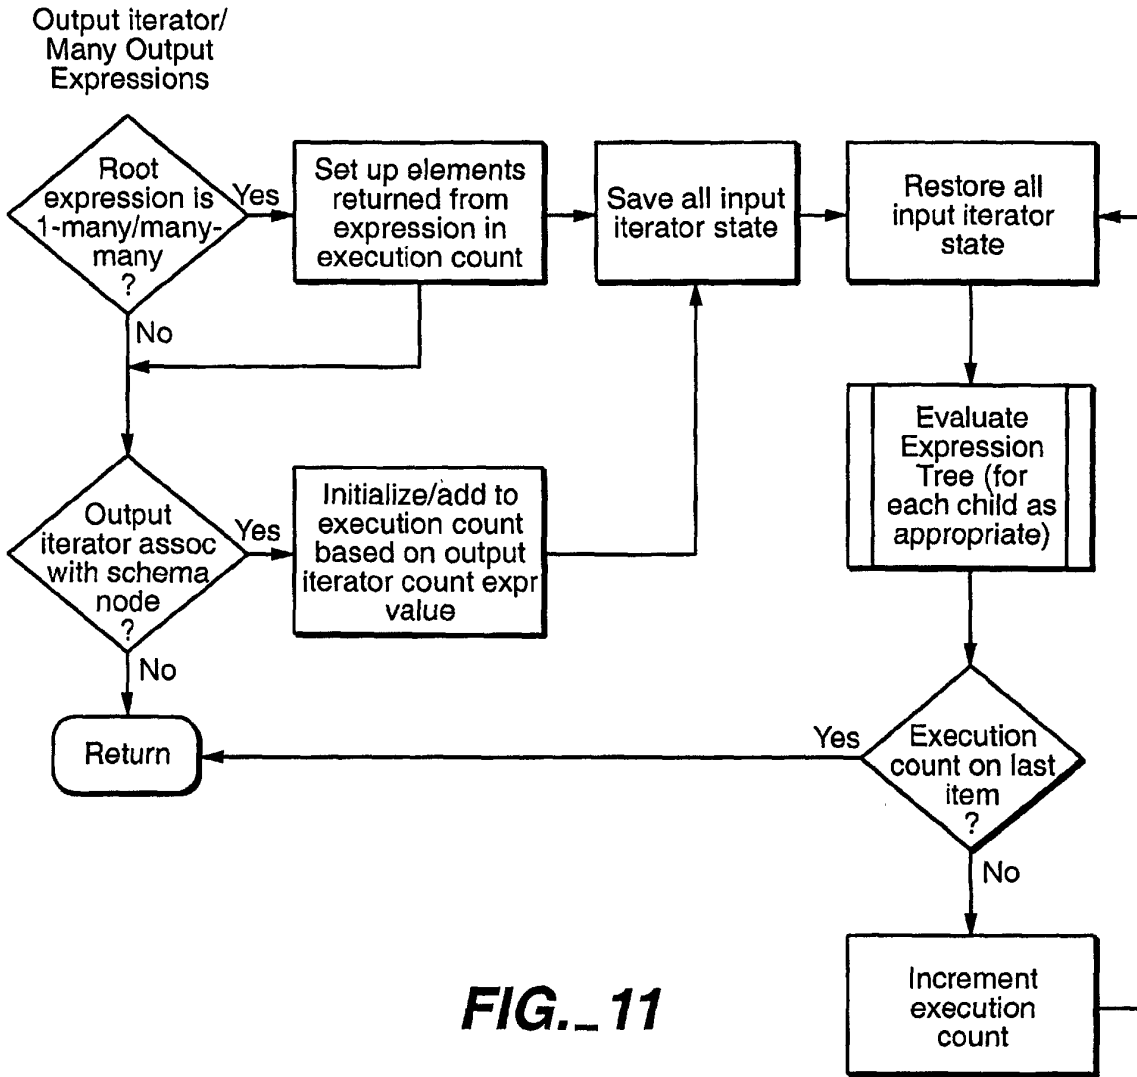 Output iterator/
Many Output
Expressions
Root
expression is
1-many/many-
many
?
Yes
No
Set up elements
returned from
expression in
execution count
Save all input
iterator state
Restore all
input iterator
state
Evaluate
Expression
Tree (for
each child as
appropriate)
Output
iterator assoc
with schema
node
?
Yes
No
Initialize/add to
execution count
based on output
iterator count expr
value
Return
Execution
count on last
item
?
Yes
No
Increment
execution
count
FIG._11